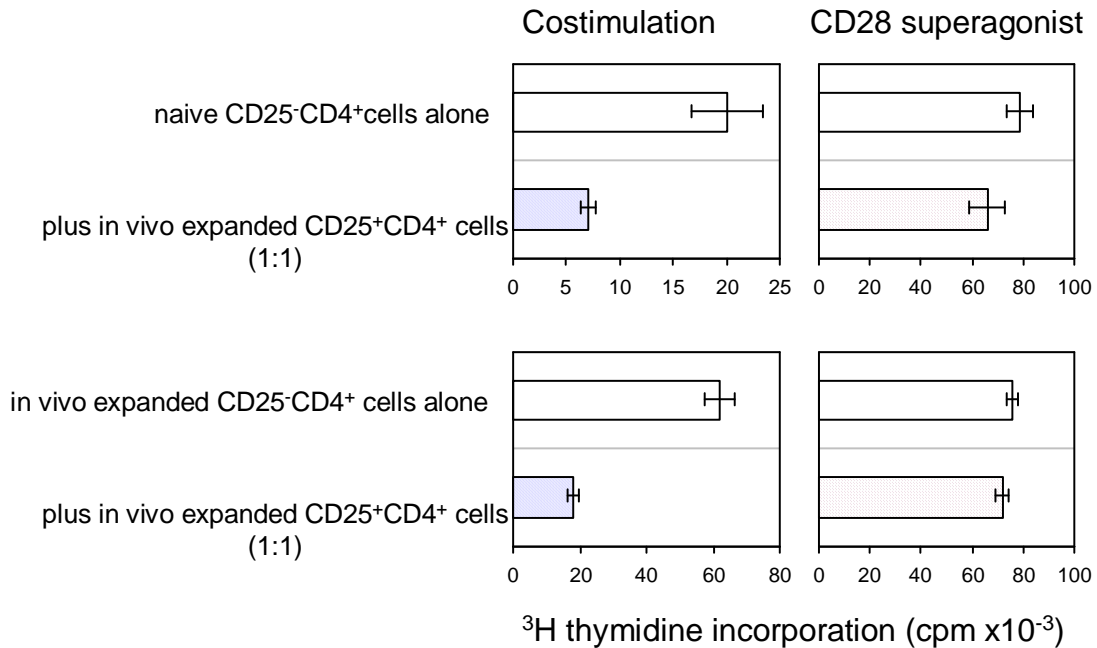 Costimulation CD28 superagonist
naive CD25⁻CD4⁺cells alone
plus in vivo expanded CD25⁺CD4⁺ cells
(1:1)
0 5 10 15 20 25 0 20 40 60 80 100
in vivo expanded CD25⁻CD4⁺ cells alone
plus in vivo expanded CD25⁺CD4⁺ cells
(1:1)
0 20 40 60 80 0 20 40 60 80 100
³H thymidine incorporation (cpm x10⁻³)